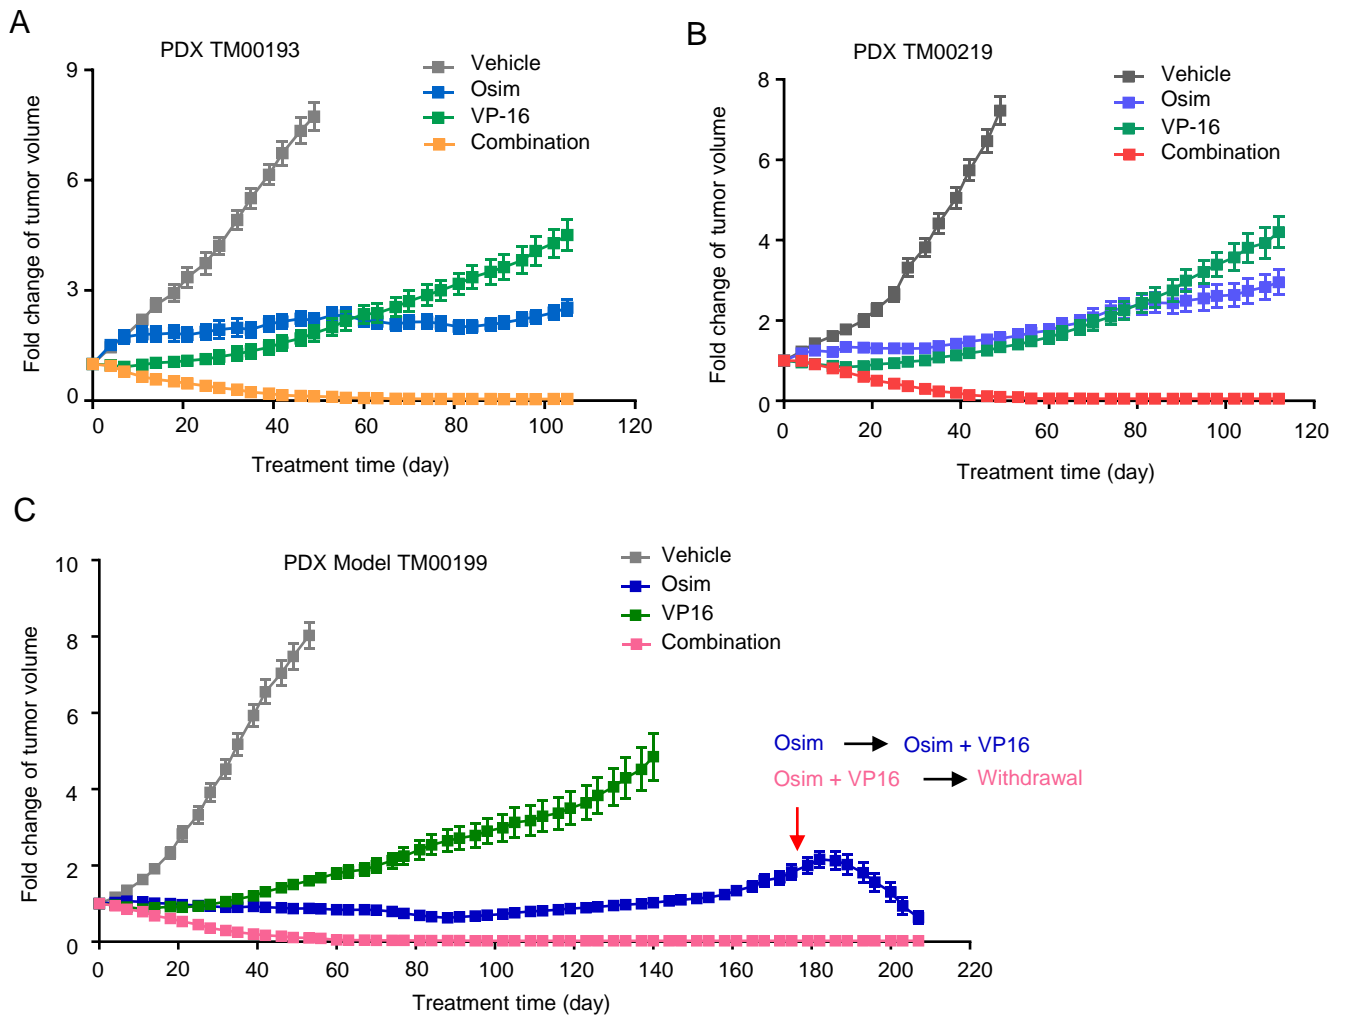 A
PDX TM00193
Fold change of tumor volume
9
6
3
0
0 20 40 60 80 100 120
Treatment time (day)
Vehicle
Osim
VP-16
Combination
B
PDX TM00219
Fold change of tumor volume
8
6
4
2
0
0 20 40 60 80 100 120
Treatment time (day)
Vehicle
Osim
VP-16
Combination
C
PDX Model TM00199
Fold change of tumor volume
10
8
6
4
2
0
0 20 40 60 80 100 120 140 160 180 200 220
Treatment time (day)
Vehicle
Osim
VP16
Combination
Osim → Osim + VP16
Osim + VP16 → Withdrawal